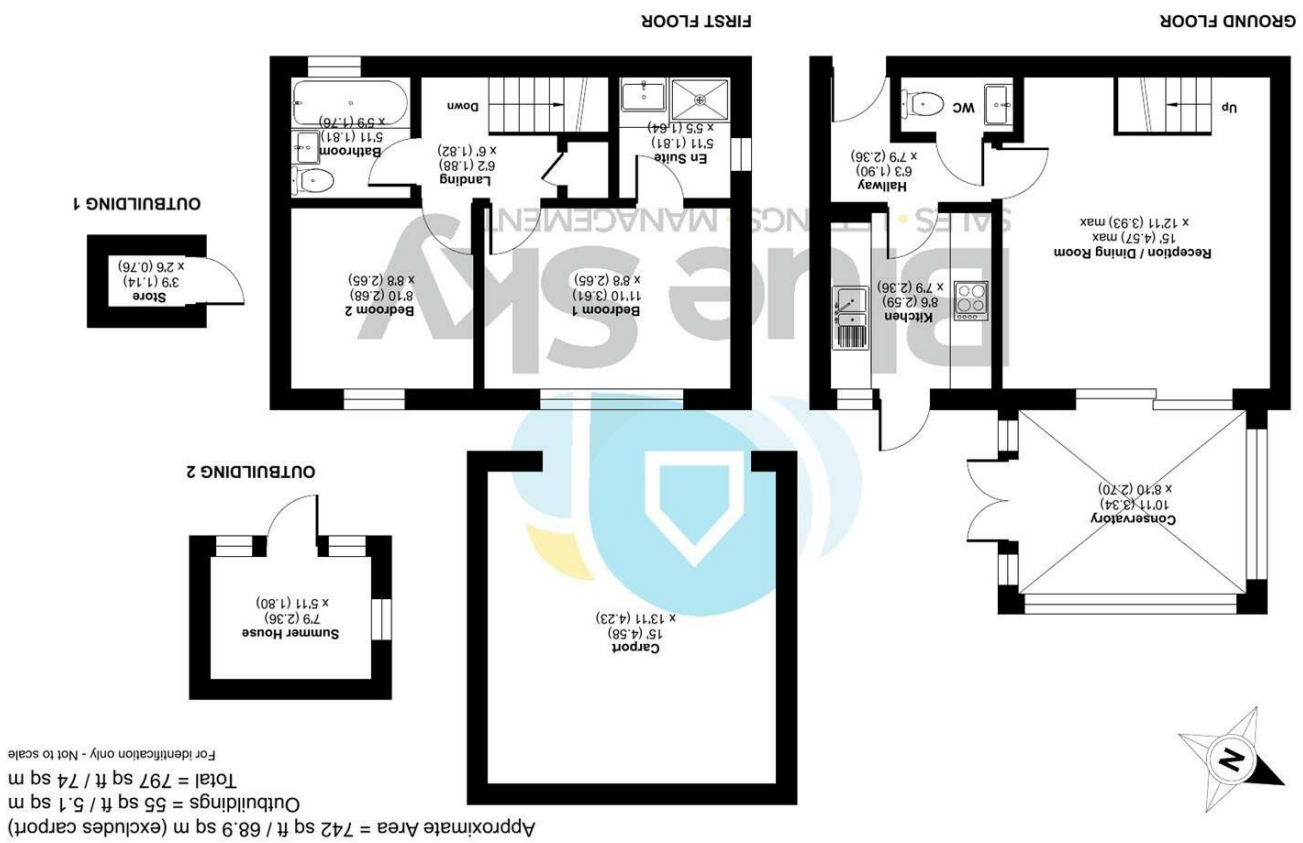 Approximate Area = 742 sq ft / 68.9 sq m (excludes carport)
Outbuildings = 55 sq ft / 5.1 sq m
Total = 797 sq ft / 74 sq m
For identification only - Not to scale
N
Carport
15' (4.58)
x 13'11 (4.23)
Summer House
7'9 (2.36)
x 5'11 (1.80)
OUTBUILDING 2
Conservatory
10'11 (3.34)
x 8'10 (2.70)
Reception / Dining Room
15' (4.57) max
x 12'11 (3.93) max
Up
Kitchen
8'6 (2.59)
x 7'9 (2.36)
Hallway
6'3 (1.90)
x 7'9 (2.36)
WC
GROUND FLOOR
Bedroom 1
11'10 (3.61)
x 8'8 (2.65)
Bedroom 2
8'10 (2.68)
x 8'8 (2.65)
En Suite
5'11 (1.81)
x 5'5 (1.64)
Landing
6'2 (1.88)
x 6' (1.82)
Down
Bathroom
5'11 (1.81)
x 5'9 (1.76)
FIRST FLOOR
Store
3'9 (1.14)
x 2'6 (0.76)
OUTBUILDING 1
Blue Sky
SALES • LETTINGS • MANAGEMENT